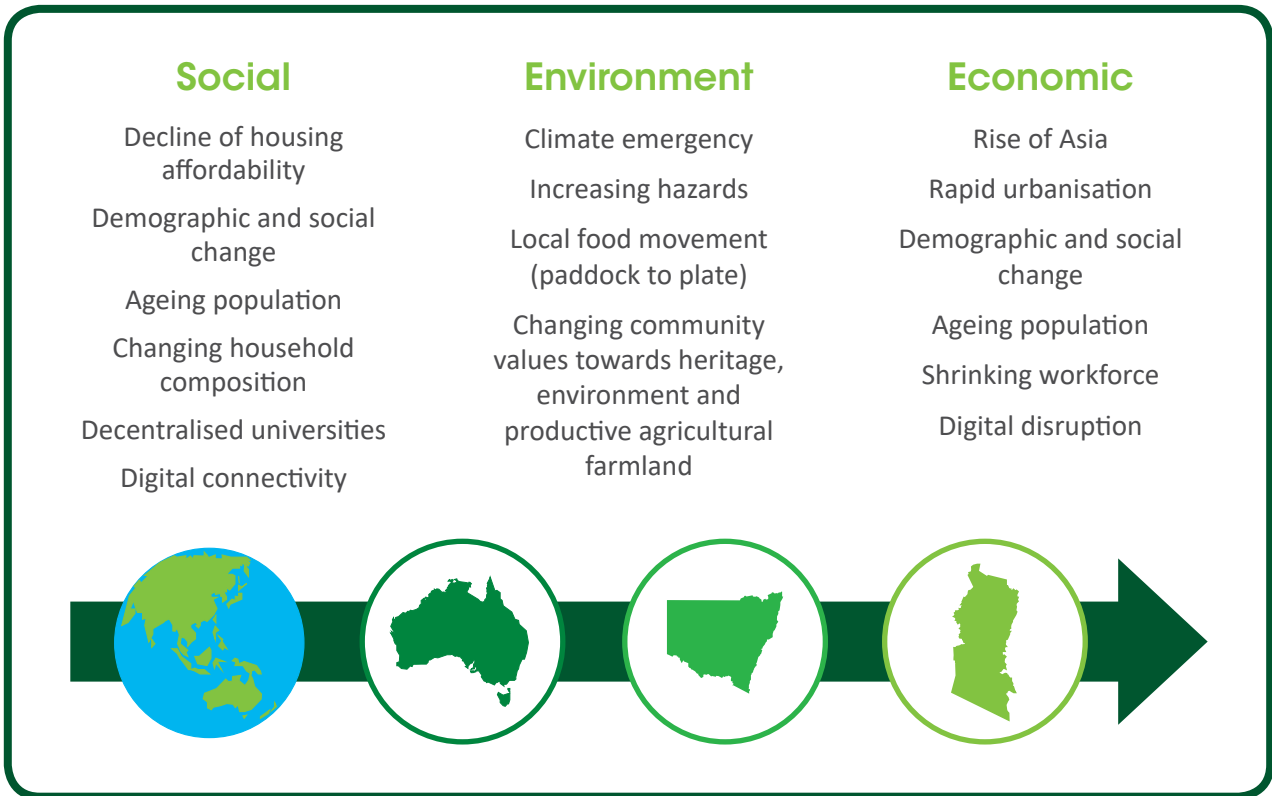 Social
Decline of housing
affordability
Demographic and social
change
Ageing population
Changing household
composition
Decentralised universities
Digital connectivity
Environment
Climate emergency
Increasing hazards
Local food movement
(paddock to plate)
Changing community
values towards heritage,
environment and
productive agricultural
farmland
Economic
Rise of Asia
Rapid urbanisation
Demographic and social
change
Ageing population
Shrinking workforce
Digital disruption